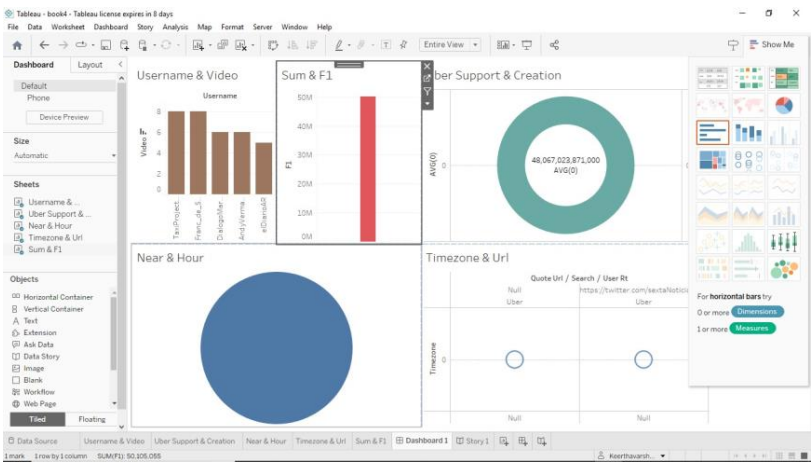 Tableau - book4 - Tableau license expires in 8 days
File Data Worksheet Dashboard Story Analysis Map Format Server Window Help
Entire View
Show Me
Dashboard Layout
Default
Phone
Device Preview
Size
Automatic
Sheets
Username & ...
Uber Support & ...
Near & Hour
Timezone & Url
Sum & F1
Objects
Horizontal Container
Vertical Container
A Text
Extension
Ask Data
Data Story
Image
Blank
Workflow
Web Page
Tiled Floating
Username & Video
Username
Video
8
6
4
2
0
TaxiProject..
Franc_de_S..
DialogoMar..
AndyVarma..
elDiarioAR
Sum & F1
F1
50M
40M
30M
20M
10M
0M
ber Support & Creation
AVG(0)
0
48,067,023,871,000
AVG(0)
Near & Hour
Timezone & Url
Quote Url / Search / User Rt
Null https://twitter.com/sextaNoticia
Uber Uber
Timezone
0
Null Null
For horizontal bars try
0 or more Dimensions
1 or more Measures
Data Source Username & Video Uber Support & Creation Near & Hour Timezone & Url Sum & F1 Dashboard 1 Story 1
1 mark 1 row by 1 column SUM(F1): 50,105,055
Keerthavarsh...